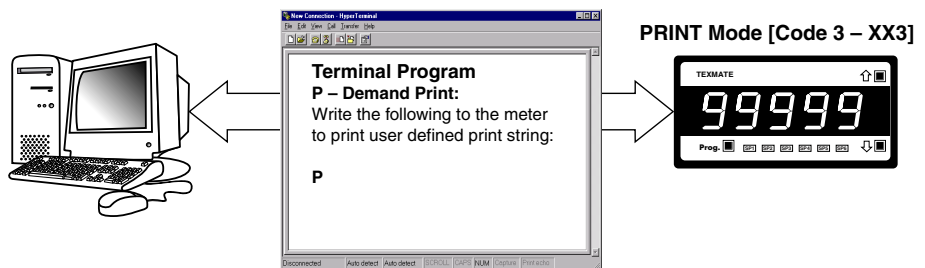 New Connection - HyperTerminal
File Edit View Call Transfer Help
PRINT Mode [Code 3 – XX3]
Terminal Program
P – Demand Print:
Write the following to the meter
to print user defined print string:
P
TEXMATE
99999
Prog. SP1 SP2 SP3 SP4 SP5 SP6
Disconnected Auto detect Auto detect SCROLL CAPS NUM Capture Print echo